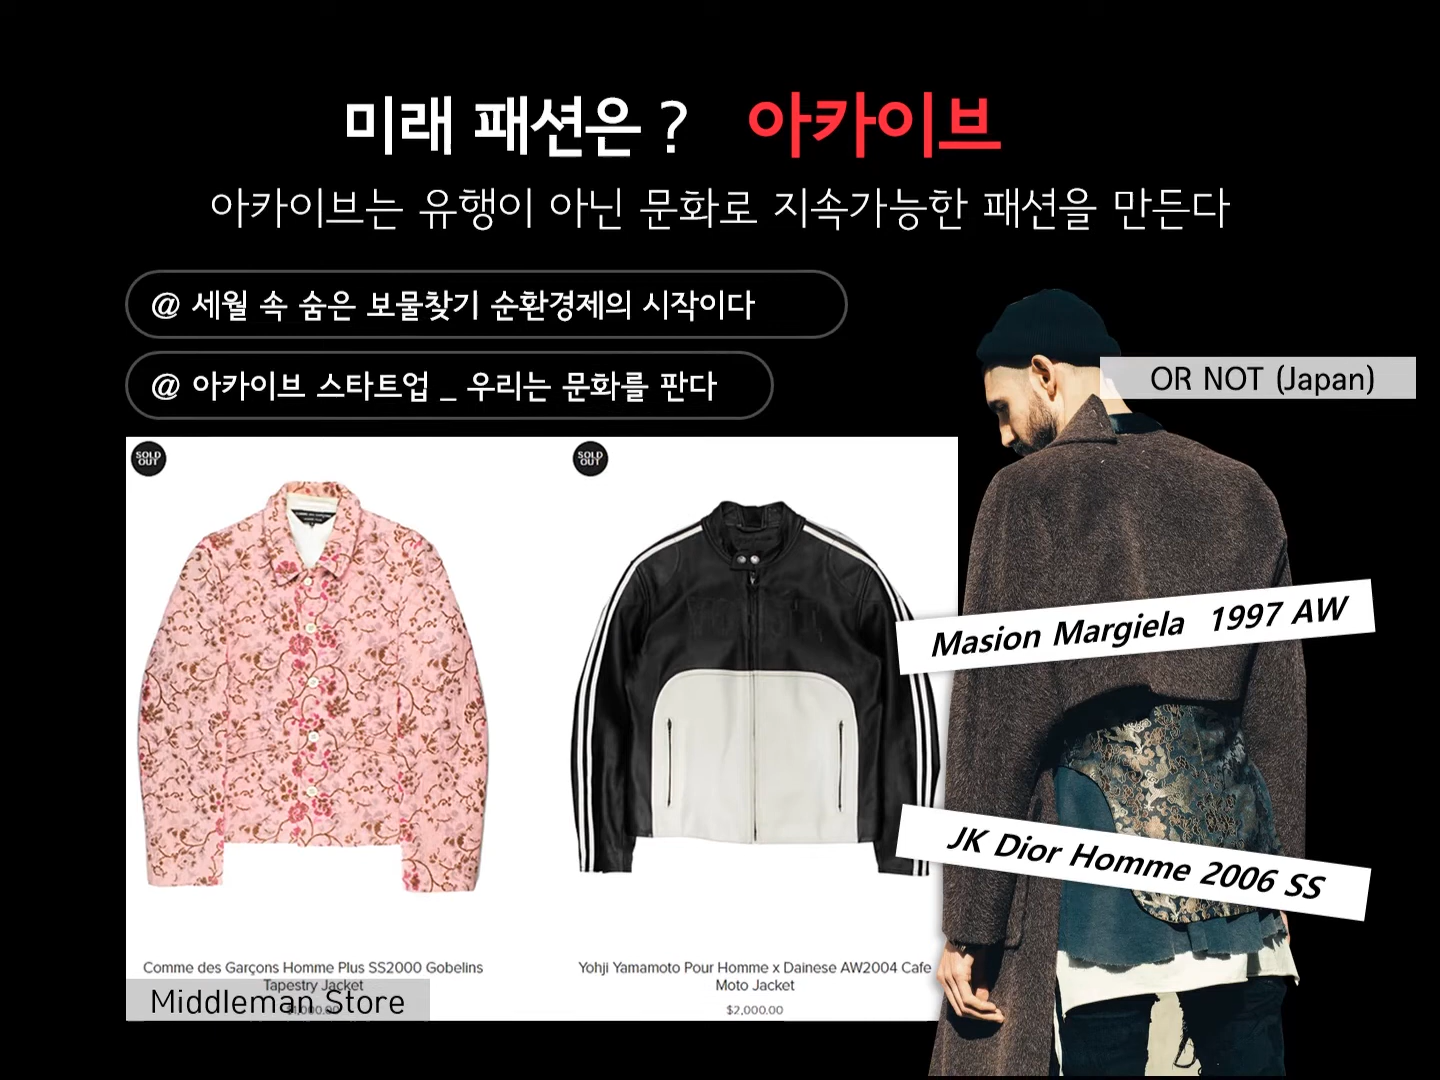 미래 패션은 ? 아카이브
아카이브는 유행이 아닌 문화로 지속가능한 패션을 만든다
@ 세월 속 숨은 보물찾기 순환경제의 시작이다
@ 아카이브 스타트업 _ 우리는 문화를 판다
OR NOT (Japan)
SOLD
OUT
SOLD
OUT
Masion Margiela 1997 AW
JK Dior Homme 2006 SS
Comme des Garçons Homme Plus SS2000 Gobelins
Tapestry Jacket
Middleman Store
Yohji Yamamoto Pour Homme x Dainese AW2004 Cafe
Moto Jacket
$2,000.00